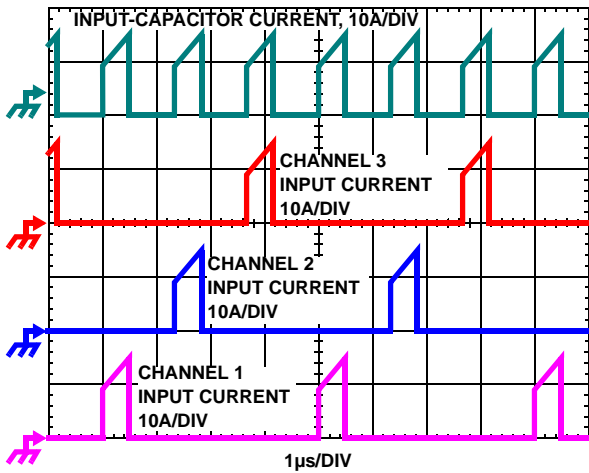 INPUT-CAPACITOR CURRENT, 10A/DIV
CHANNEL 3
INPUT CURRENT
10A/DIV
CHANNEL 2
INPUT CURRENT
10A/DIV
CHANNEL 1
INPUT CURRENT
10A/DIV
1µs/DIV